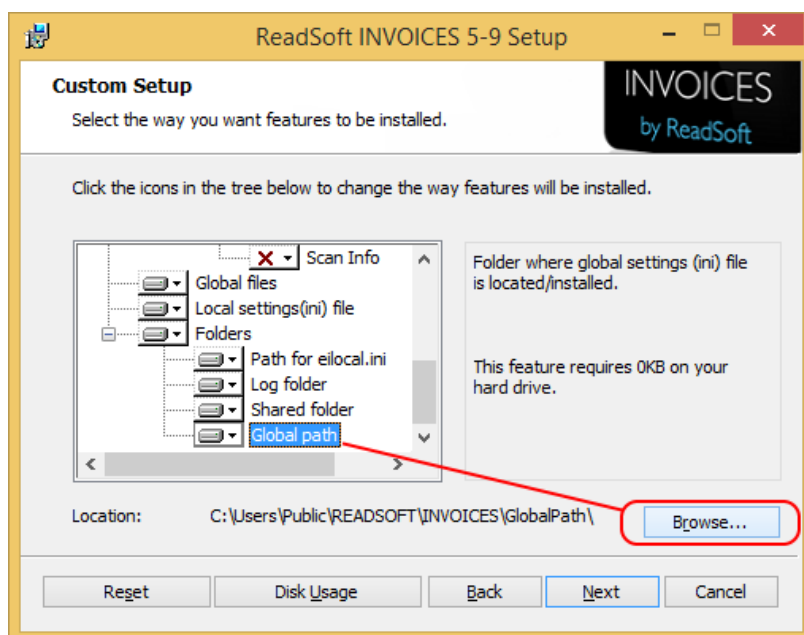 ReadSoft INVOICES 5-9 Setup
Custom Setup
Select the way you want features to be installed.
INVOICES
by ReadSoft
Click the icons in the tree below to change the way features will be installed.
Scan Info
Global files
Local settings(ini) file
Folders
Path for eilocal.ini
Log folder
Shared folder
Global path
Folder where global settings (ini) file
is located/installed.
This feature requires 0KB on your
hard drive.
Location: C:\Users\Public\READSOFT\INVOICES\GlobalPath\
Browse...
Reset Disk Usage Back Next Cancel